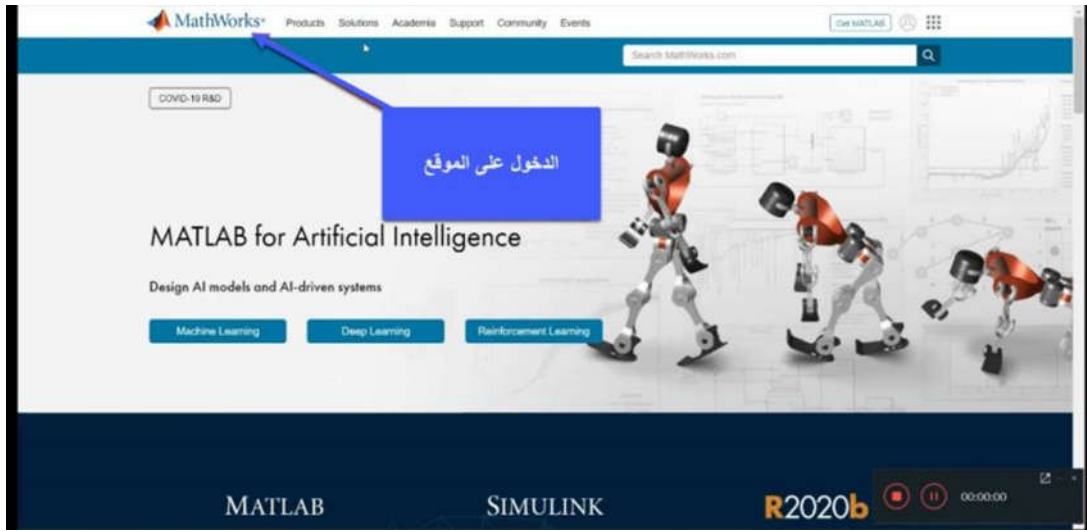 MathWorks®
Products Solutions Academia Support Community Events
Get MATLAB
Search MathWorks.com
COVID-19 R&D
الدخول على الموقع
MATLAB for Artificial Intelligence
Design AI models and AI-driven systems
Machine Learning
Deep Learning
Reinforcement Learning
MATLAB
SIMULINK
R2020b
00:00:00